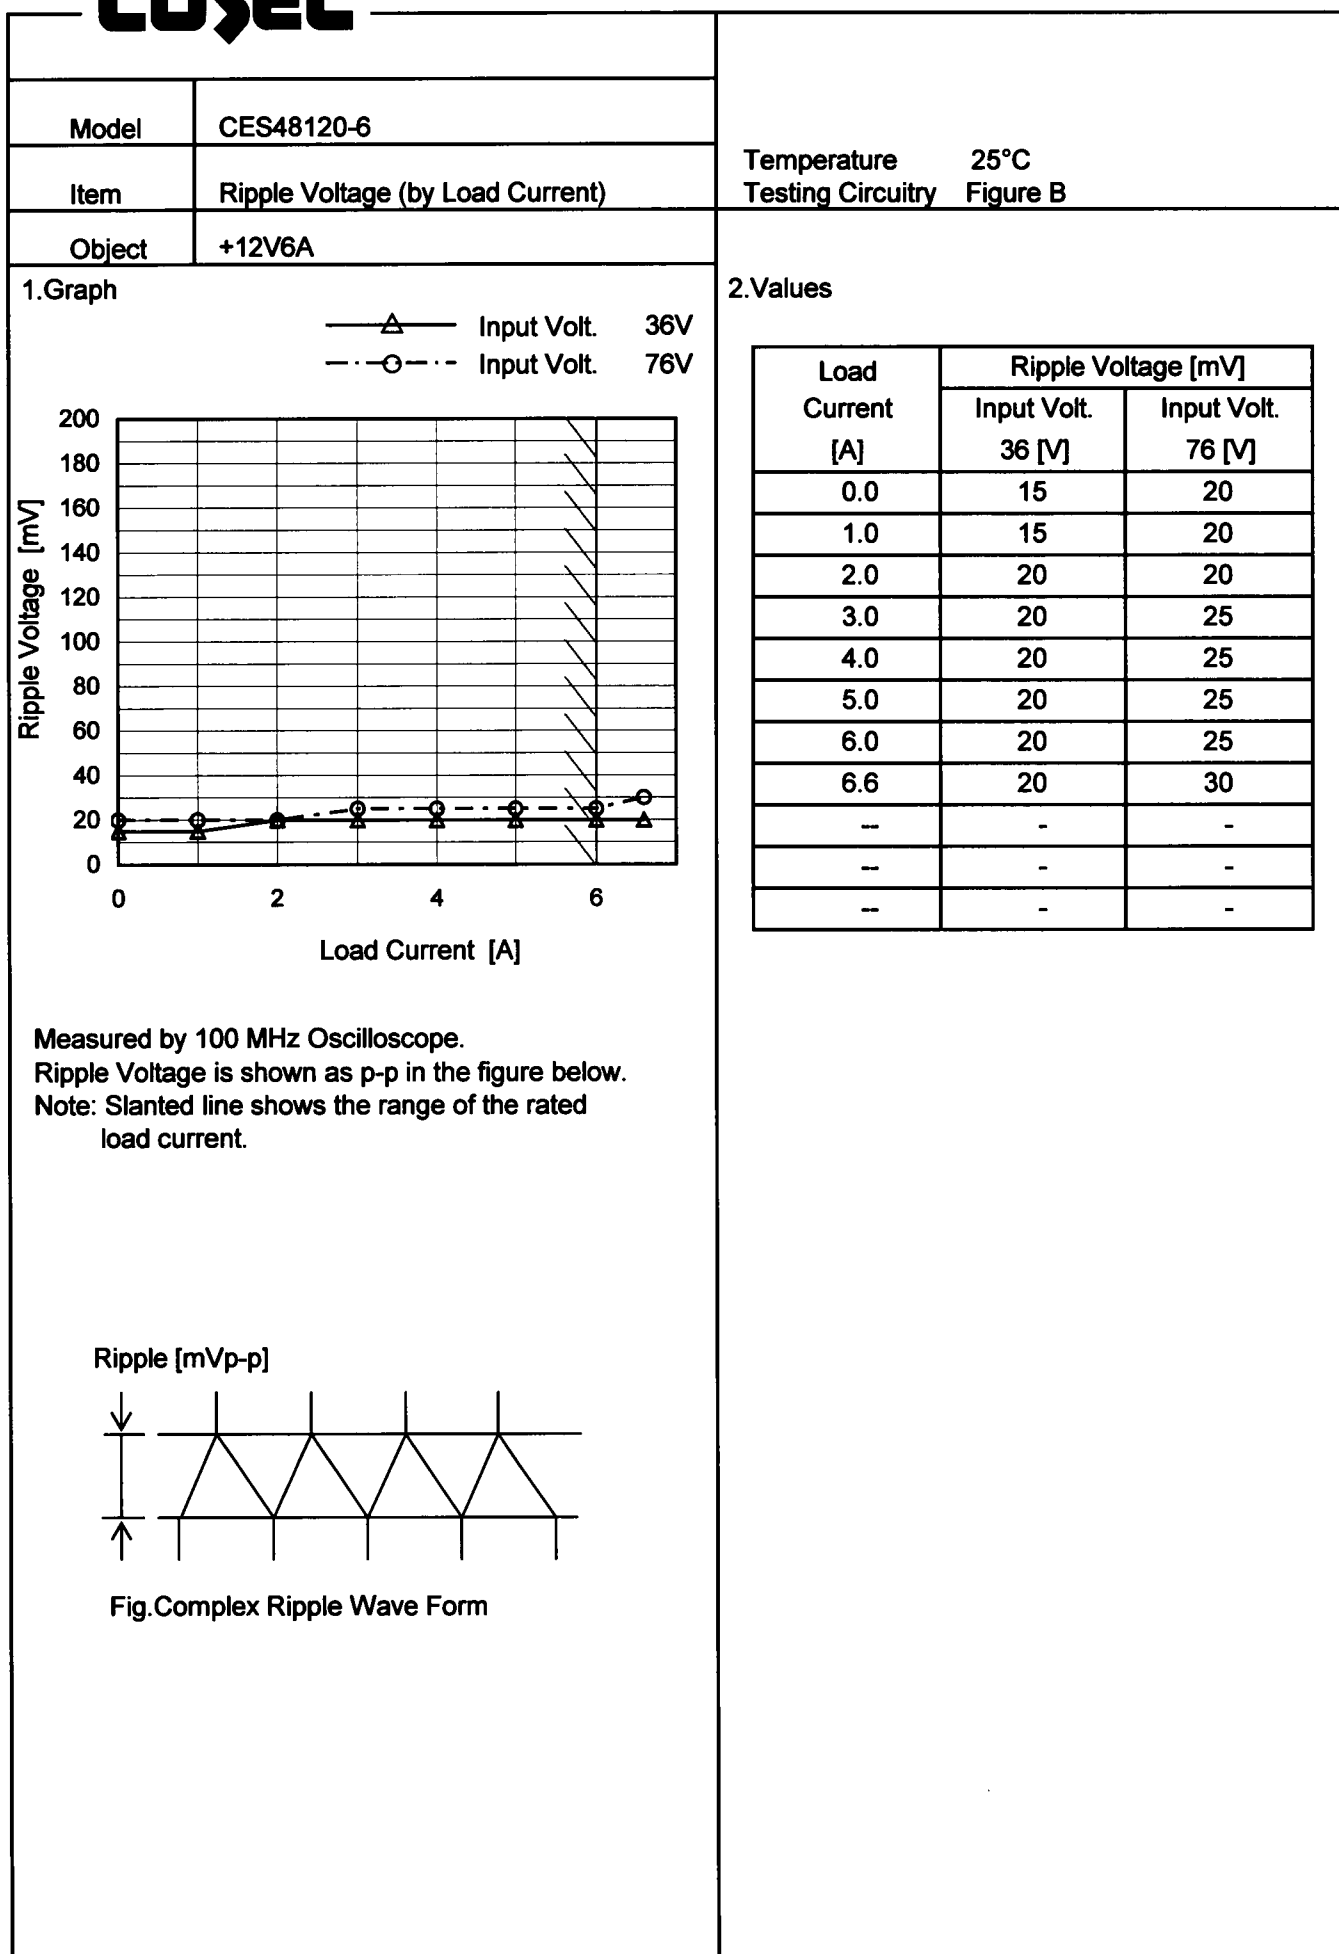 COSEL
Model CES48120-6
Item Ripple Voltage (by Load Current)
Object +12V6A
Temperature 25°C
Testing Circuitry Figure B
1.Graph
Input Volt. 36V
Input Volt. 76V
200
180
160
140
120
100
80
60
40
20
0
Ripple Voltage [mV]
0 2 4 6
Load Current [A]
Measured by 100 MHz Oscilloscope.
Ripple Voltage is shown as p-p in the figure below.
Note: Slanted line shows the range of the rated
load current.
Ripple [mVp-p]
Fig.Complex Ripple Wave Form
2.Values
Load Ripple Voltage [mV]
Current Input Volt. Input Volt.
[A] 36 [V] 76 [V]
0.0 15 20
1.0 15 20
2.0 20 20
3.0 20 25
4.0 20 25
5.0 20 25
6.0 20 25
6.6 20 30
-- - -
-- - -
-- - -